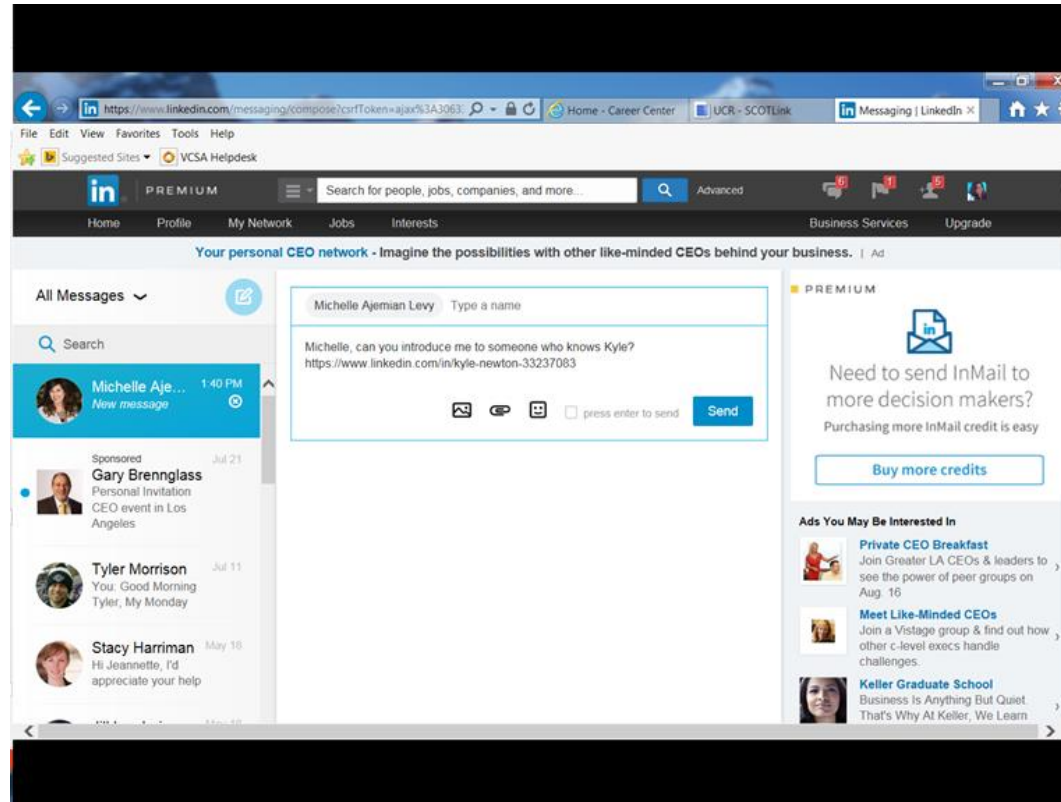 https://www.linkedin.com/messaging/compose?csrfToken=ajax%3A3063
Home - Career Center
UCR - SCOTLink
in Messaging | LinkedIn
File Edit View Favorites Tools Help
Suggested Sites
VCSA Helpdesk
in PREMIUM
Search for people, jobs, companies, and more...
Advanced
6
1
5
Home Profile My Network Jobs Interests
Business Services Upgrade
Your personal CEO network - Imagine the possibilities with other like-minded CEOs behind your business. | Ad
All Messages
Search
Michelle Aje... 1:40 PM
New message
Sponsored Jul 21
Gary Brennglass
Personal Invitation
CEO event in Los
Angeles
Tyler Morrison Jul 11
You: Good Morning
Tyler, My Monday
Stacy Harriman May 18
Hi Jeannette, I'd
appreciate your help
Michelle Ajemian Levy Type a name
Michelle, can you introduce me to someone who knows Kyle?
https://www.linkedin.com/in/kyle-newton-33237083
press enter to send Send
PREMIUM
in
Need to send InMail to
more decision makers?
Purchasing more InMail credit is easy
Buy more credits
Ads You May Be Interested In
Private CEO Breakfast
Join Greater LA CEOs & leaders to
see the power of peer groups on
Aug. 16
Meet Like-Minded CEOs
Join a Vistage group & find out how
other c-level execs handle
challenges.
Keller Graduate School
Business Is Anything But Quiet.
That's Why At Keller, We Learn